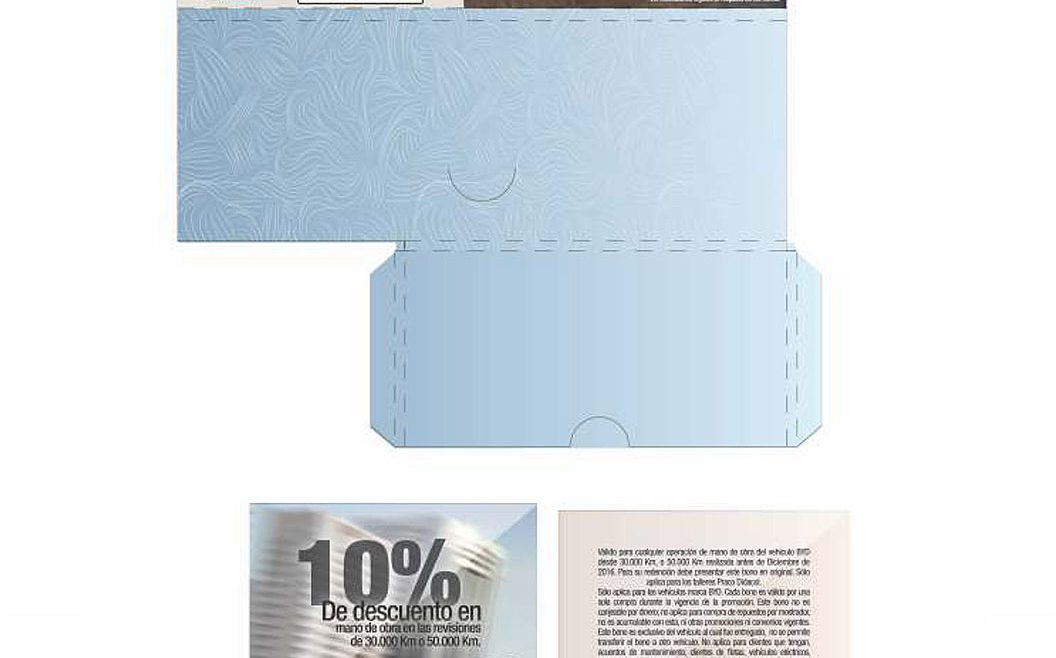 10%
De descuento en
mano de obra en las revisiones
de 30.000 Km o 50.000 Km.
Válido para cualquier operación de mano de obra del vehículo BYD
desde 30.000 Km, o 50.000 Km realizada antes de Diciembre de
2016. Para su redención debe presentar este bono en original. Sólo
aplica para los talleres Praco Didacol.
Sólo aplica para los vehículos marca BYD. Cada bono es válido por una
sola compra durante la vigencia de la promoción. Este bono no es
canjeable por dinero; no aplica para compra de repuestos por mostrador,
no es acumulable con esta, ni otras promociones ni convenios vigentes.
Este bono es exclusivo del vehículo al cual fue entregado, no se permite
transferir el bono a otro vehículo. No aplica para clientes que tengan,
acuerdos de mantenimiento, clientes de flotas, vehículos eléctricos,